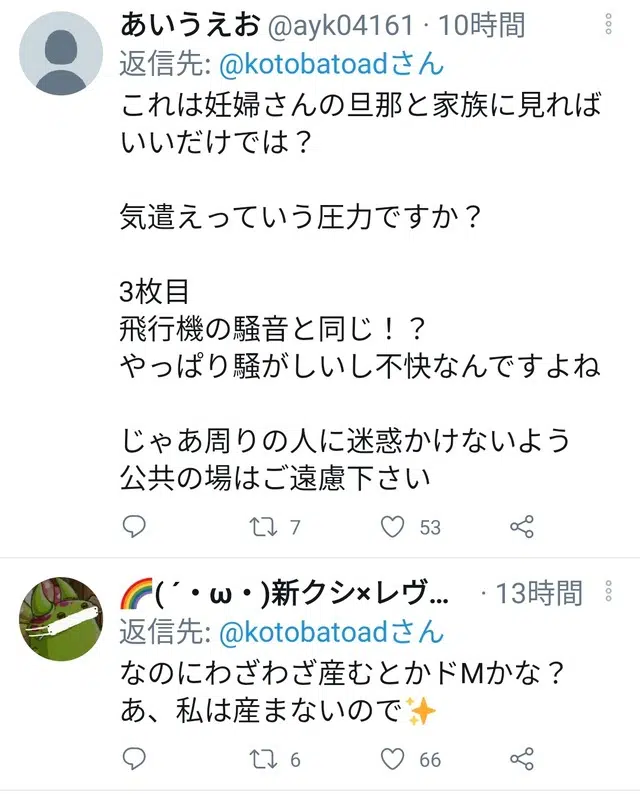 あいうえお @ayk04161 · 10時間
返信先: @kotobatoadさん
これは妊婦さんの旦那と家族に見れば
いいだけでは？
気遣えっていう圧力ですか？
3枚目
飛行機の騒音と同じ！？
やっぱり騒がしいし不快なんですよね
じゃあ周りの人に迷惑かけないよう
公共の場はご遠慮下さい
7 53
🌈(´・ω・)新クシ×レヴ… · 13時間
返信先: @kotobatoadさん
なのにわざわざ産むとかドMかな？
あ、私は産まないので✨
6 66